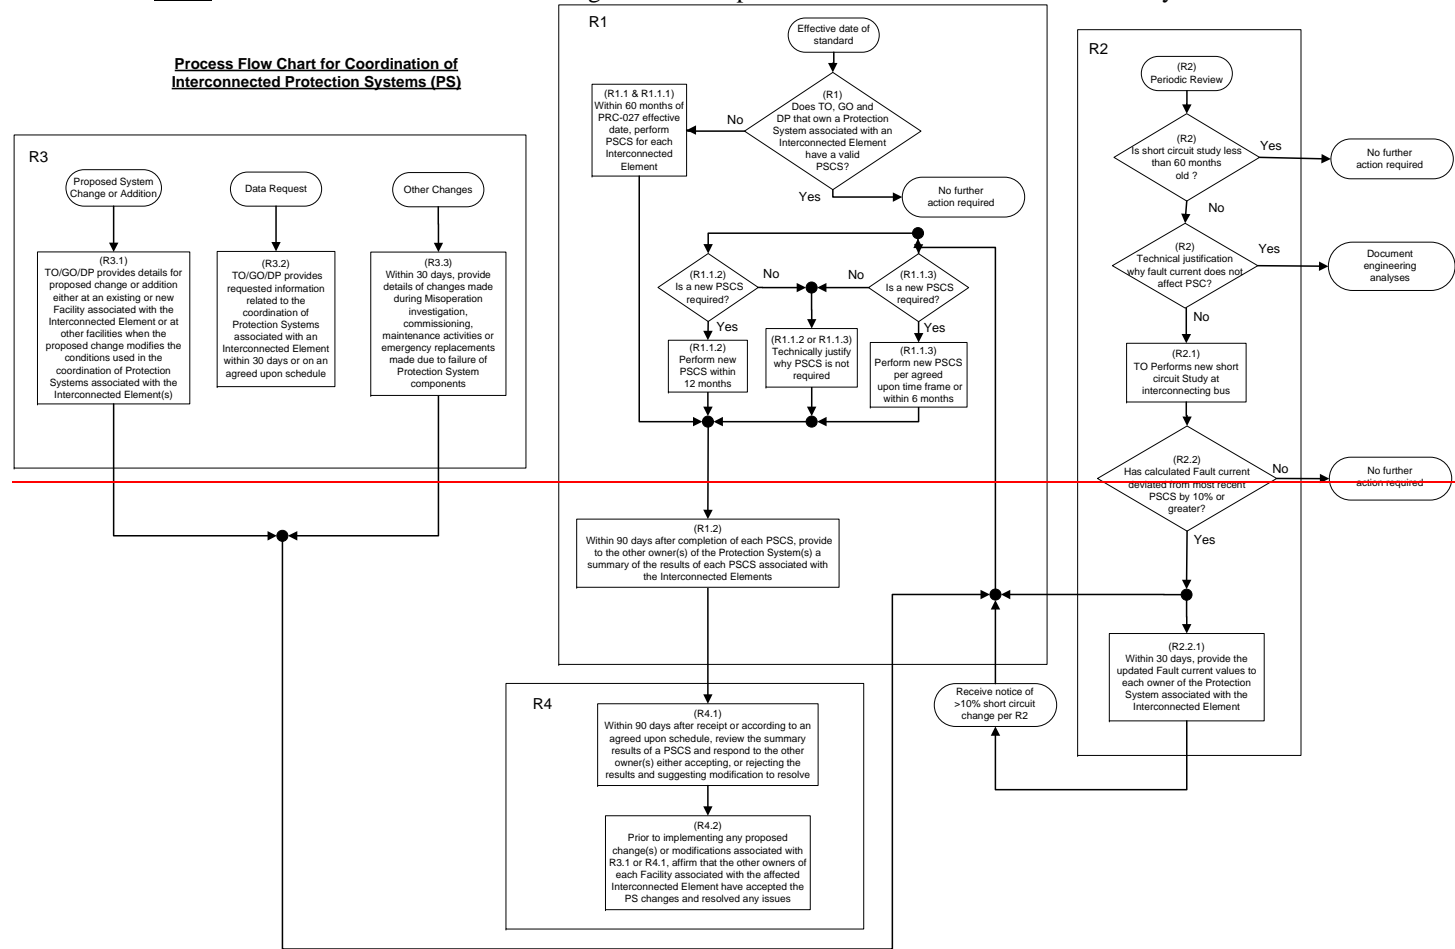 Process Flow Chart for Coordination of
Interconnected Protection Systems (PS)
R3
Proposed System
Change or Addition
Data Request
Other Changes
(R3.1)
TO/GO/DP provides details for
proposed change or addition
either at an existing or new
Facility associated with the
Interconnected Element or at
other facilities when the
proposed change modifies the
conditions used in the
coordination of Protection
Systems associated with the
Interconnected Element(s)
(R3.2)
TO/GO/DP provides
requested information
related to the
coordination of
Protection Systems
associated with an
Interconnected Element
within 30 days or on an
agreed upon schedule
(R3.3)
Within 30 days, provide
details of changes made
during Misoperation
investigation,
commissioning,
maintenance activities or
emergency replacements
made due to failure of
Protection System
components
R1
Effective date of
standard
(R1)
Does TO, GO and
DP that own a Protection
System associated with an
Interconnected Element
have a valid
PSCS?
No
Yes
(R1.1 & R1.1.1)
Within 60 months of
PRC-027 effective
date, perform
PSCS for each
Interconnected
Element
No further
action required
(R1.1.2)
Is a new PSCS
required?
No
Yes
(R1.1.3)
Is a new PSCS
required?
No
Yes
(R1.1.2)
Perform new
PSCS within
12 months
(R1.1.2 or R1.1.3)
Technically justify
why PSCS is not
required
(R1.1.3)
Perform new PSCS
per agreed
upon time frame or
within 6 months
(R1.2)
Within 90 days after completion of each PSCS, provide
to the other owner(s) of the Protection System(s) a
summary of the results of each PSCS associated with
the Interconnected Elements
R4
(R4.1)
Within 90 days after receipt or according to an
agreed upon schedule, review the summary
results of a PSCS and respond to the other
owner(s) either accepting, or rejecting the
results and suggesting modification to resolve
(R4.2)
Prior to implementing any proposed
change(s) or modifications associated with
R3.1 or R4.1, affirm that the other owners of
each Facility associated with the affected
Interconnected Element have accepted the
PS changes and resolved any issues
Receive notice of
>10% short circuit
change per R2
R2
(R2)
Periodic Review
(R2)
Is short circuit study less
than 60 months
old ?
Yes
No
No further
action required
(R2)
Technical justification
why fault current does not
affect PSC?
Yes
No
Document
engineering
analyses
(R2.1)
TO Performs new short
circuit Study at
interconnecting bus
(R2.2)
Has calculated Fault current
deviated from most recent
PSCS by 10% or
greater?
No
Yes
No further
action required
(R2.2.1)
Within 30 days, provide the
updated Fault current values to
each owner of the Protection
System associated with the
Interconnected Element